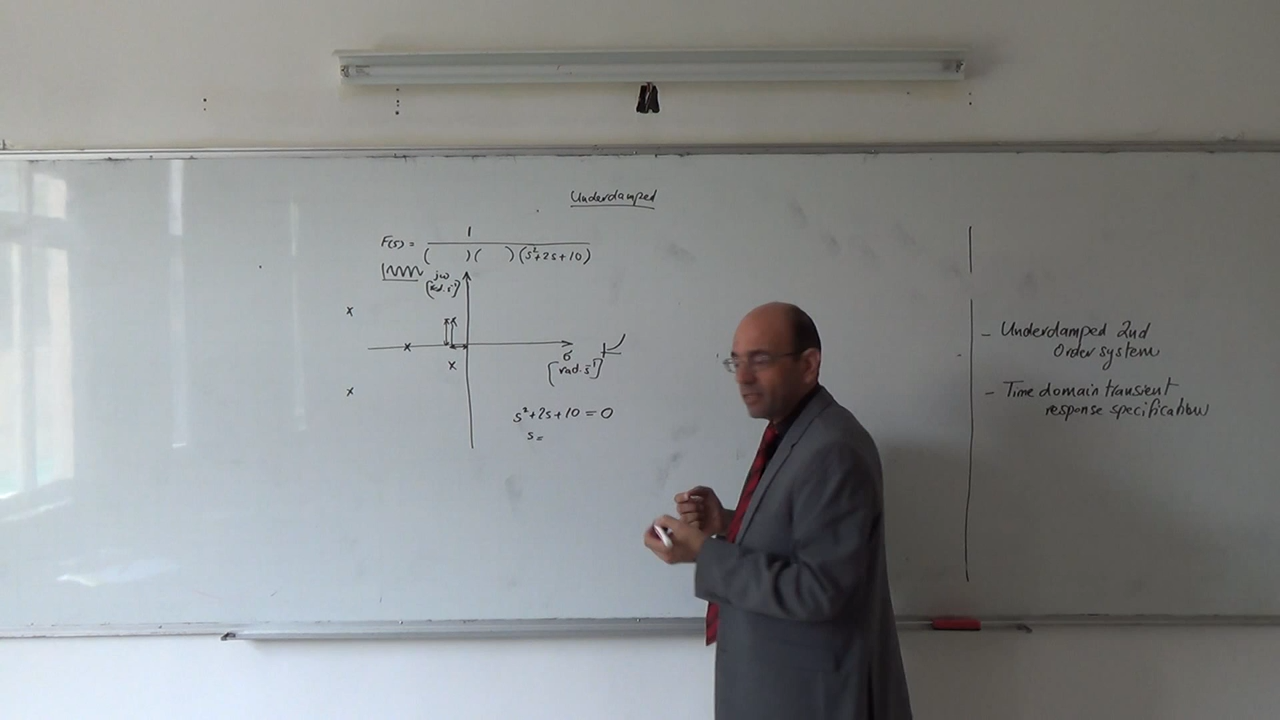 Underdamped
F(s) = 1
(      ) (      ) (s²+2s+10)
jω
[rad.s⁻¹]
σ
[rad.s⁻¹]
s²+2s+10 = 0
s =
- Underdamped 2nd
Order system
- Time domain transient
response specification